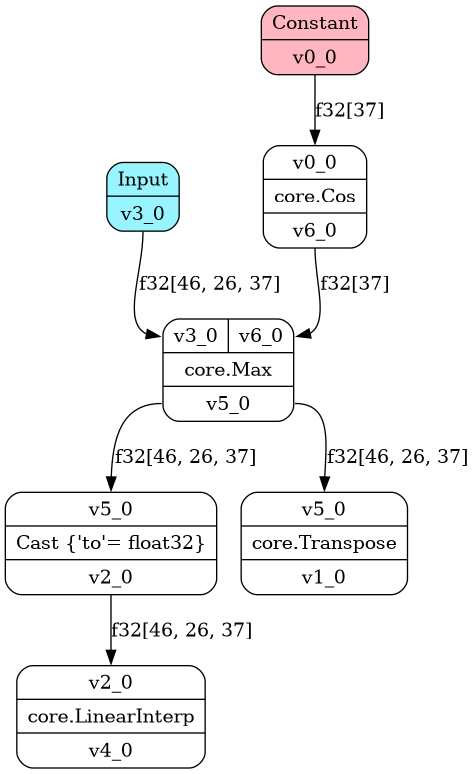 Constant
v0_0
f32[37]
v0_0
core.Cos
v6_0
Input
v3_0
f32[46, 26, 37]
f32[37]
v3_0 v6_0
core.Max
v5_0
f32[46, 26, 37]
f32[46, 26, 37]
v5_0
Cast {'to'= float32}
v2_0
v5_0
core.Transpose
v1_0
f32[46, 26, 37]
v2_0
core.LinearInterp
v4_0